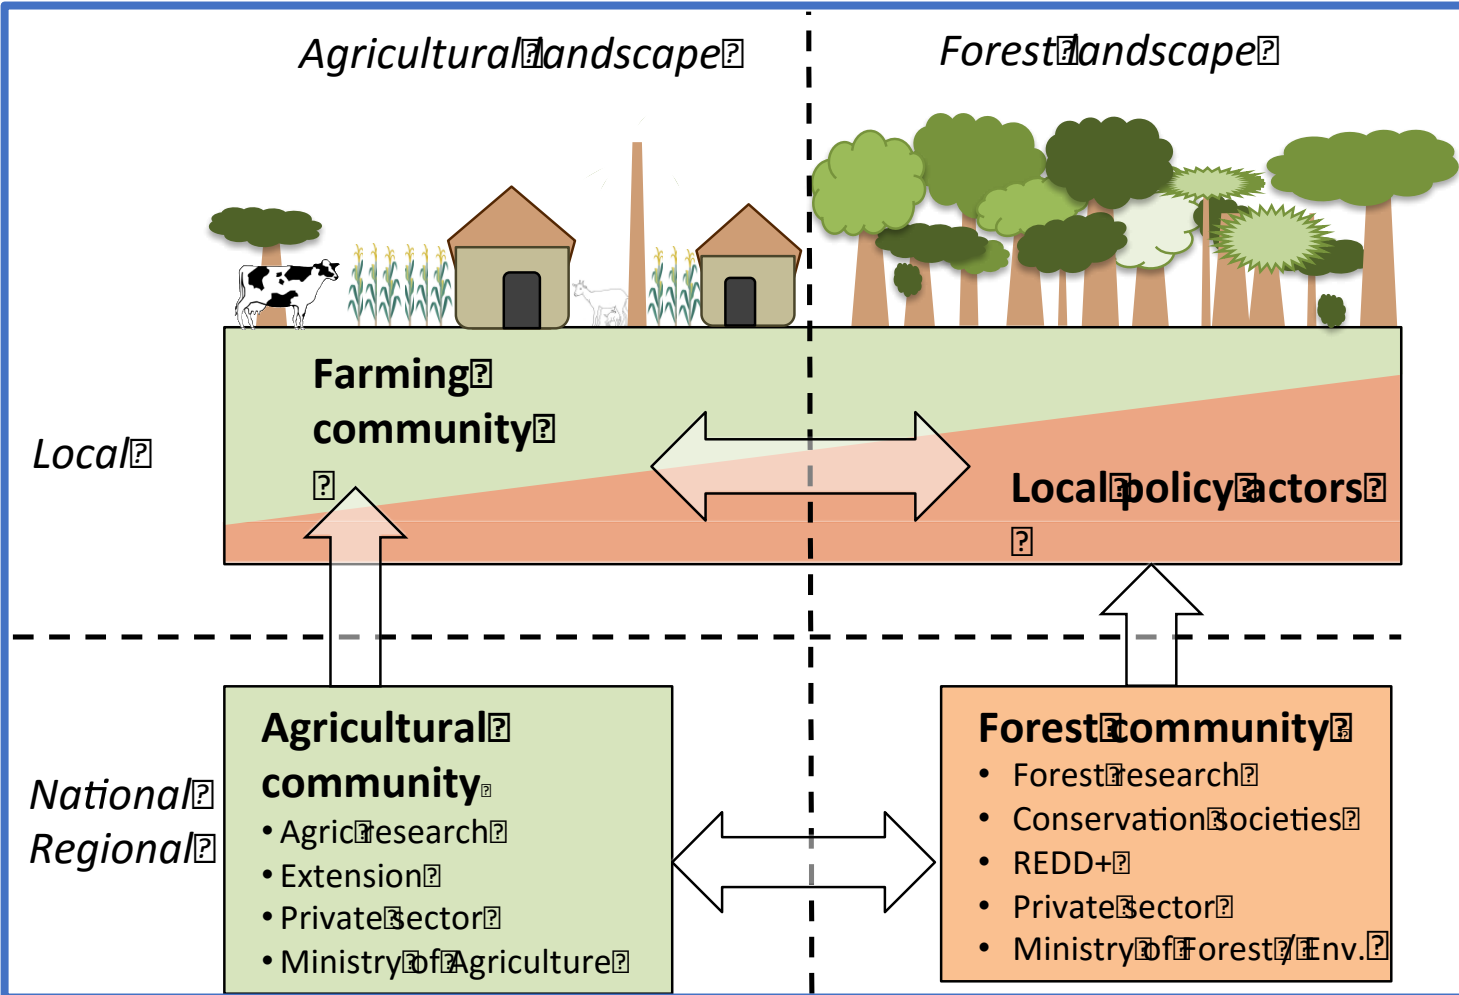 Agricultural landscape
Forest landscape
Local
Farming
community
Local policy actors
National
Regional
Agricultural
community
• Agric research
• Extension
• Private sector
• Ministry of Agriculture
Forest community
• Forest research
• Conservation societies
• REDD+
• Private sector
• Ministry of Forest / Env.